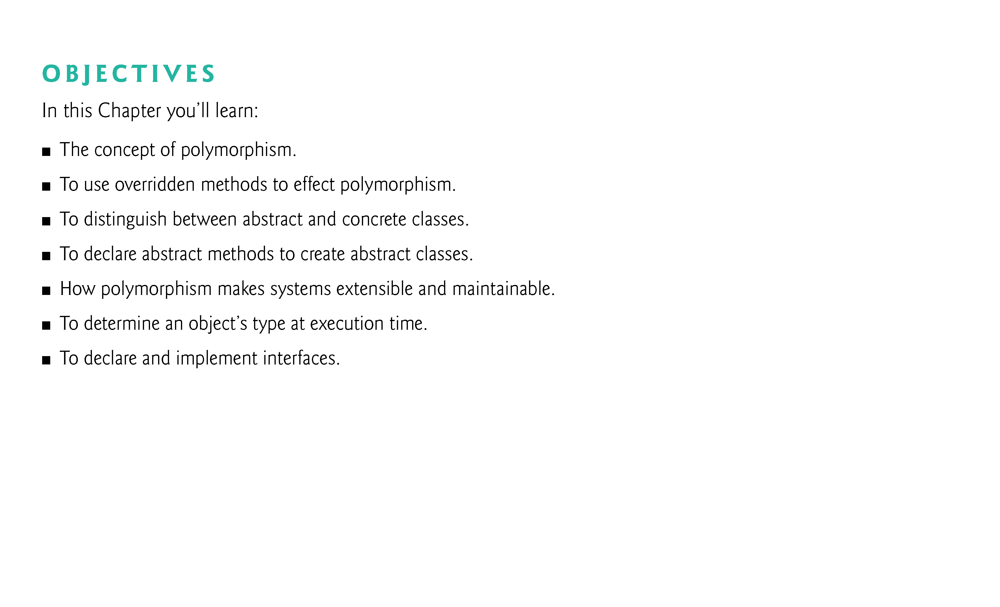 OBJECTIVES
In this Chapter you’ll learn:
■ The concept of polymorphism.
■ To use overridden methods to effect polymorphism.
■ To distinguish between abstract and concrete classes.
■ To declare abstract methods to create abstract classes.
■ How polymorphism makes systems extensible and maintainable.
■ To determine an object’s type at execution time.
■ To declare and implement interfaces.